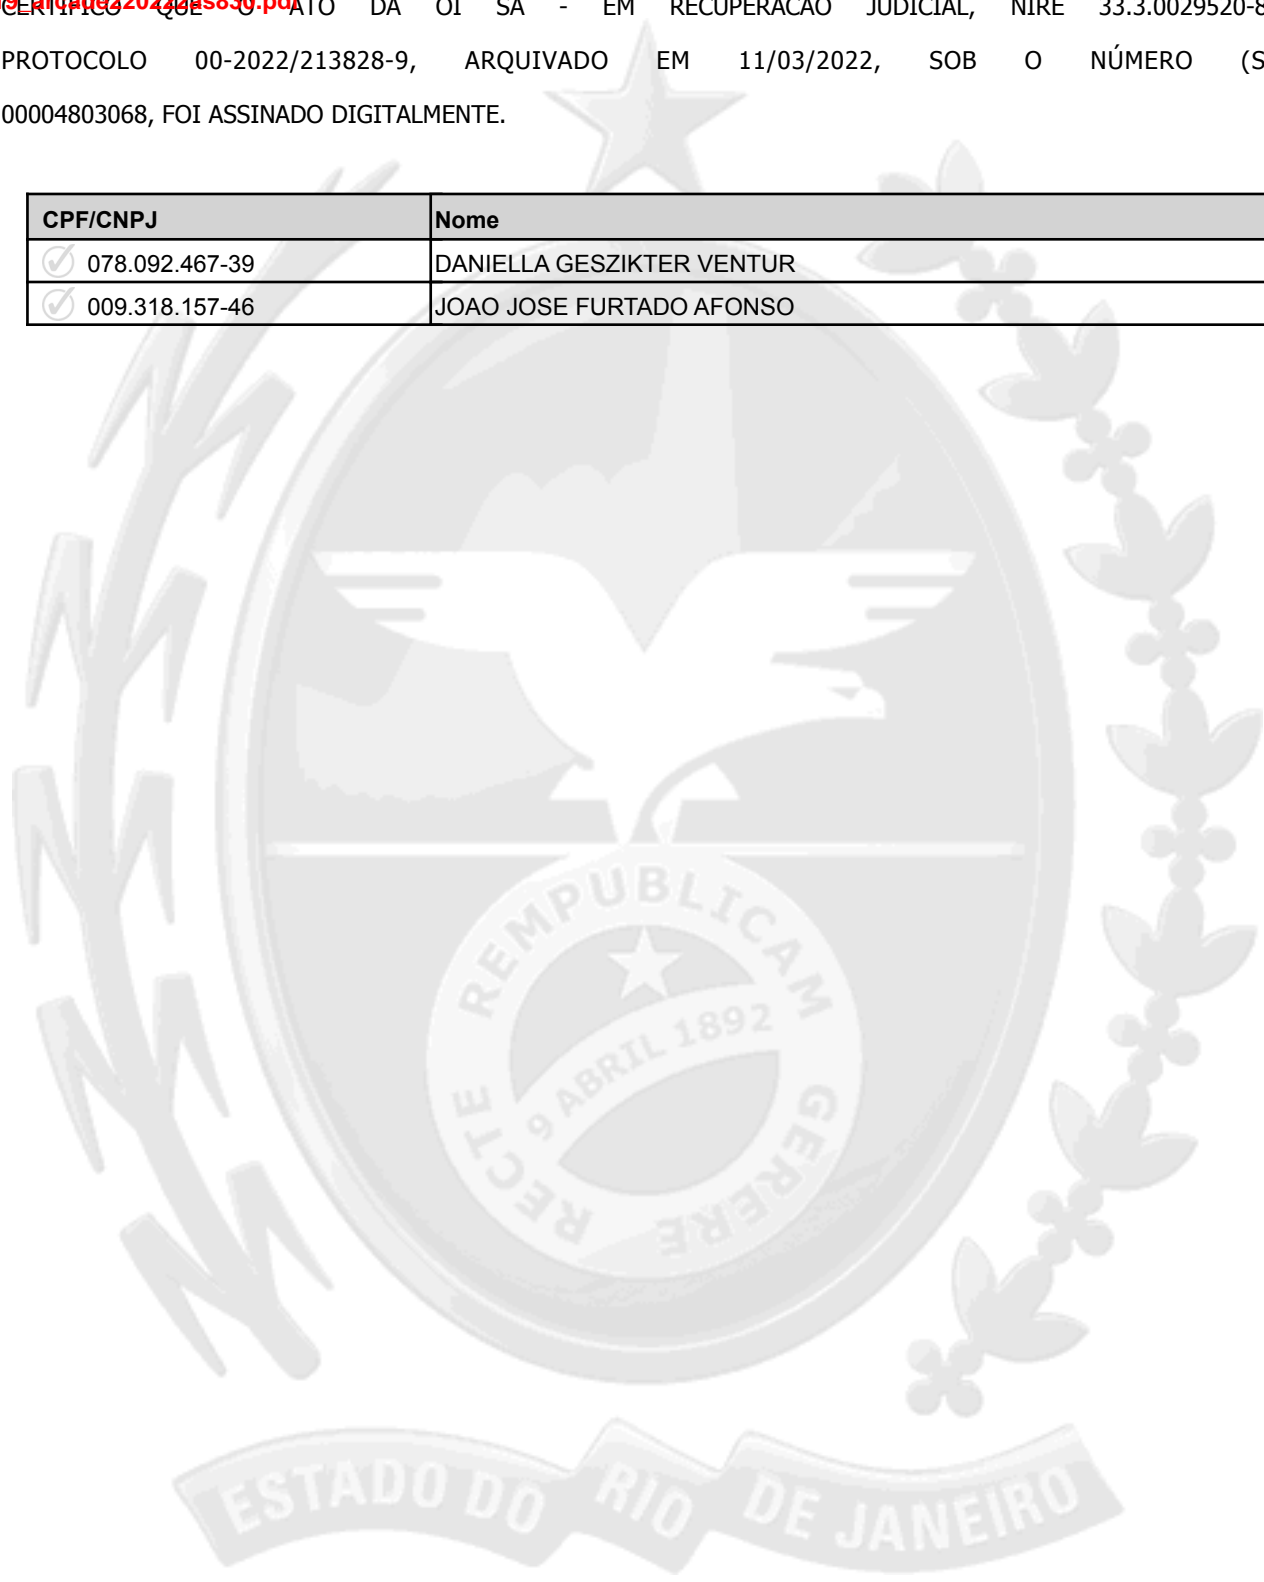 CERTIFICO QUE O ATO DA OI SA - EM RECUPERACAO JUDICIAL, NIRE 33.3.0029520-8
PROTOCOLO 00-2022/213828-9, ARQUIVADO EM 11/03/2022, SOB O NÚMERO (S
00004803068, FOI ASSINADO DIGITALMENTE.
CPF/CNPJ Nome
078.092.467-39 DANIELLA GESZIKTER VENTUR
009.318.157-46 JOAO JOSE FURTADO AFONSO
RECTE REMPUBLICAM GERERE
9 ABRIL 1892
ESTADO DO RIO DE JANEIRO